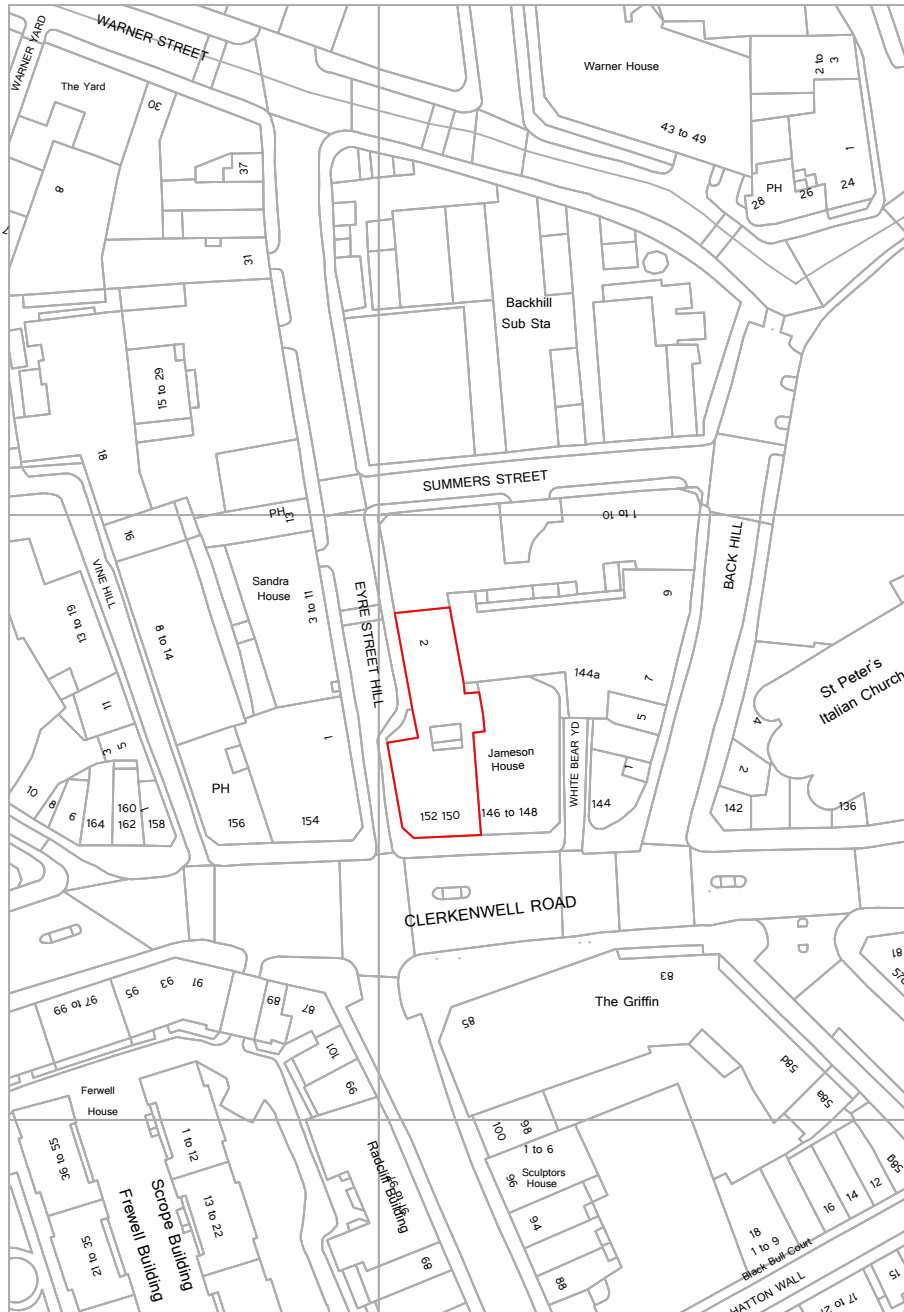 WARNER YARD
WARNER STREET
The Yard
30
Warner House
2 to 3
43 to 49
1
37
8
PH
28
26
24
7
31
Backhill
Sub Sta
15 to 29
18
SUMMERS STREET
PH
13
1 to 10
16
VINE HILL
Sandra
House
3 to 11
EYRE STREET HILL
BACK HILL
13 to 19
8 to 14
2
9
144a
7
St Peter's
Italian Church
11
5
3
1
5
4
Jameson
House
WHITE BEAR YD
1
2
10
8
6
164
160
162
1
158
PH
156
154
152 150
146 to 148
144
142
136
CLERKENWELL ROAD
97 to 99
95
93
91
89
87
85
83
The Griffin
81
101
99
58d
58a
58g
Ferwell
House
36 to 55
1 to 12
Scrope Building
Frewell Building
13 to 22
21 to 35
Radcliff Building
89
100
98
1 to 6
96
Sculptors
House
94
88
18
1 to 9
Black Bull Court
16
14
12
HATTON WALL
15